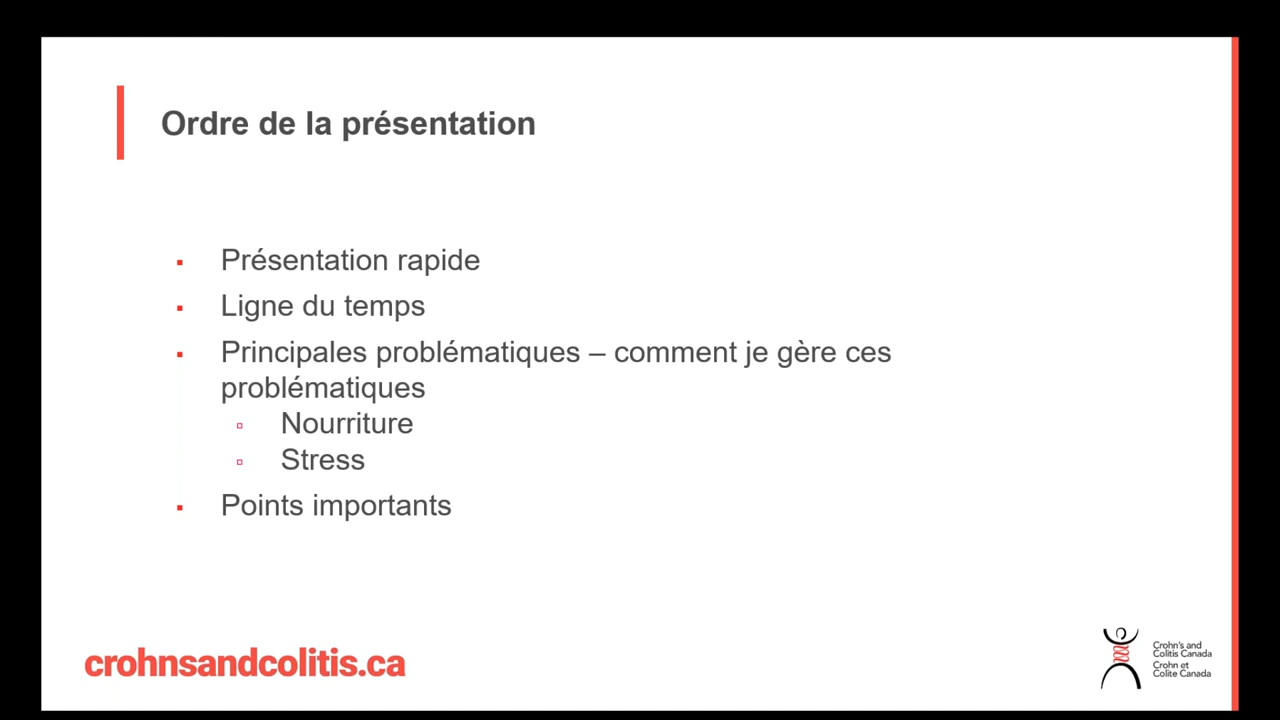 Ordre de la présentation
Présentation rapide
Ligne du temps
Principales problématiques – comment je gère ces
problématiques
Nourriture
Stress
Points importants
crohnsandcolitis.ca
Crohn's and
Colitis Canada
Crohn et
Colite Canada